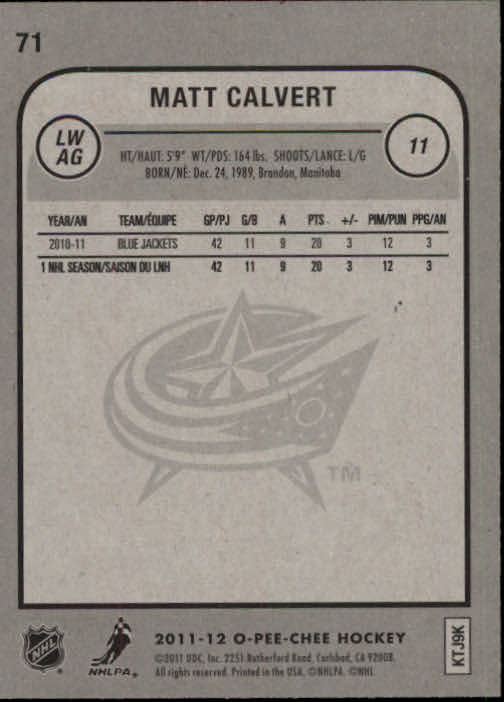 71
MATT CALVERT
LW
AG
11
HT/HAUT: 5'9" WT/PDS: 164 lbs. SHOOTS/LANCE: L/G
BORN/NÉ: Dec. 24, 1989, Brandon, Manitoba
YEAR/AN TEAM/ÉQUIPE GP/PJ G/B A PTS +/- PIM/PUN PPG/AN
2010-11 BLUE JACKETS 42 11 9 20 3 12 3
1 NHL SEASON/SAISON DU LNH 42 11 9 20 3 12 3
TM
NHL
NHLPA®
2011-12 O-PEE-CHEE HOCKEY
©2011 UDC, Inc. 2251 Rutherford Road, Carlsbad, CA 92008.
All rights reserved. Printed in the USA. ©NHLPA. ©NHL
KTJ9K